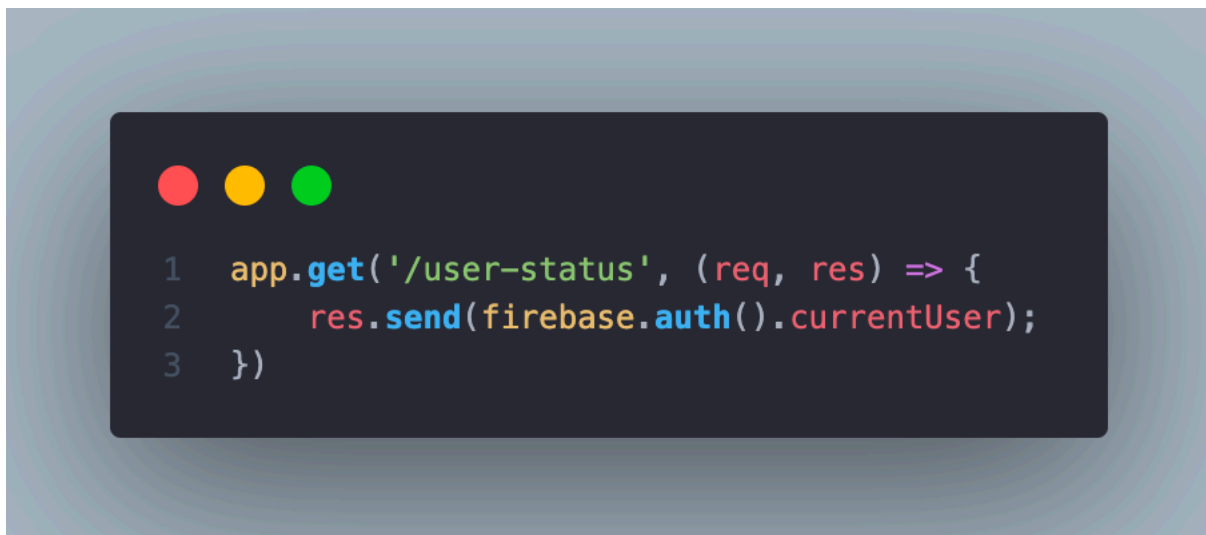 1 app.get('/user-status', (req, res) => {
2 res.send(firebase.auth().currentUser);
3 })